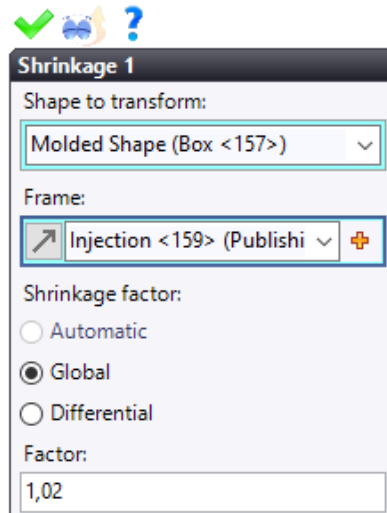 ?
Shrinkage 1
Shape to transform:
Molded Shape (Box <157>)
Frame:
Injection <159> (Publishi
Shrinkage factor:
Automatic
Global
Differential
Factor:
1,02